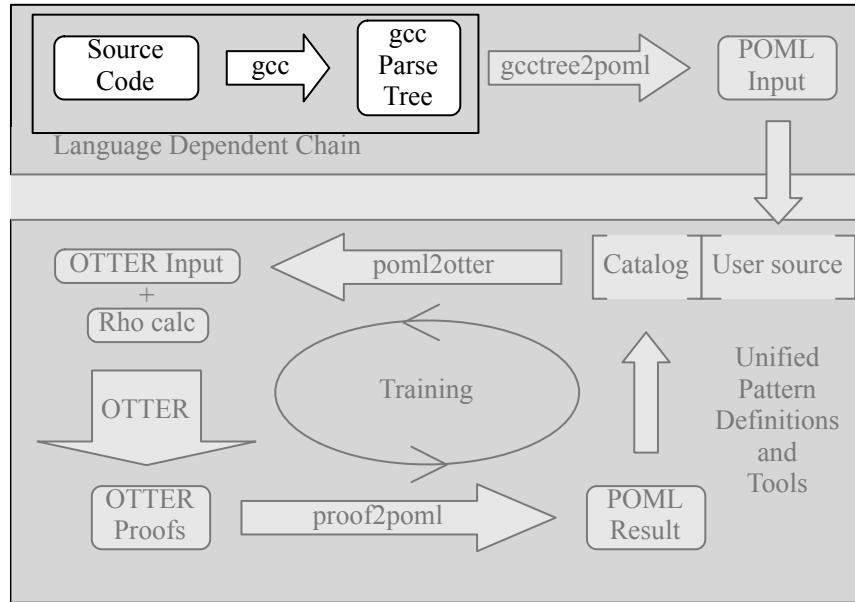 Source
Code
gcc
gcc
Parse
Tree
gcctree2poml
POML
Input
Language Dependent Chain
OTTER Input
+
Rho calc
poml2otter
Catalog
User source
Training
Unified
Pattern
Definitions
and
Tools
OTTER
OTTER
Proofs
proof2poml
POML
Result